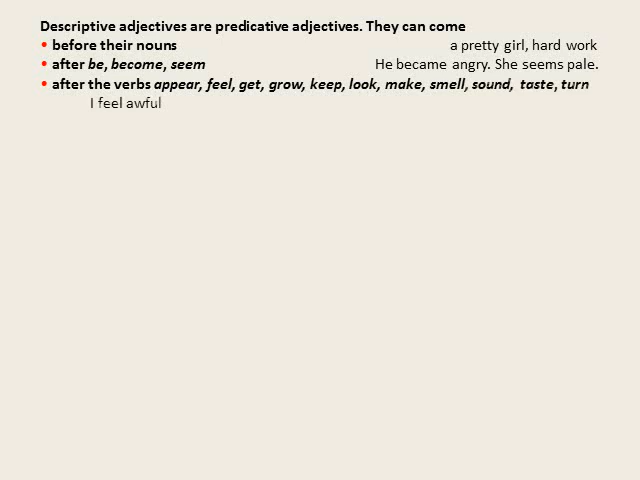 Descriptive adjectives are predicative adjectives. They can come
• before their nouns a pretty girl, hard work
• after be, become, seem He became angry. She seems pale.
• after the verbs appear, feel, get, grow, keep, look, make, smell, sound, taste, turn
I feel awful